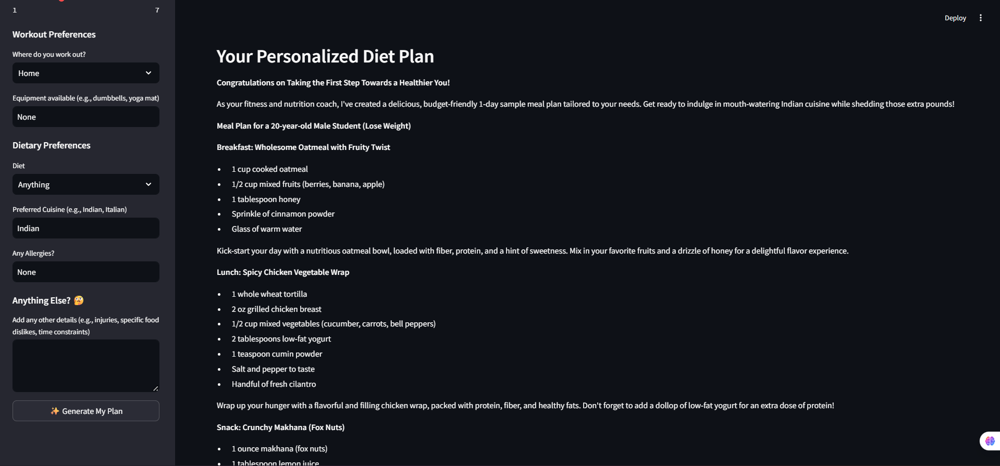 1 7
Workout Preferences
Where do you work out?
Home
Equipment available (e.g., dumbbells, yoga mat)
None
Dietary Preferences
Diet
Anything
Preferred Cuisine (e.g., Indian, Italian)
Indian
Any Allergies?
None
Anything Else? 🤔
Add any other details (e.g., injuries, specific food
dislikes, time constraints)
✨ Generate My Plan
Deploy
Your Personalized Diet Plan
Congratulations on Taking the First Step Towards a Healthier You!
As your fitness and nutrition coach, I've created a delicious, budget-friendly 1-day sample meal plan tailored to your needs. Get ready to indulge in mouth-watering Indian cuisine while shedding those extra pounds!
Meal Plan for a 20-year-old Male Student (Lose Weight)
Breakfast: Wholesome Oatmeal with Fruity Twist
• 1 cup cooked oatmeal
• 1/2 cup mixed fruits (berries, banana, apple)
• 1 tablespoon honey
• Sprinkle of cinnamon powder
• Glass of warm water
Kick-start your day with a nutritious oatmeal bowl, loaded with fiber, protein, and a hint of sweetness. Mix in your favorite fruits and a drizzle of honey for a delightful flavor experience.
Lunch: Spicy Chicken Vegetable Wrap
• 1 whole wheat tortilla
• 2 oz grilled chicken breast
• 1/2 cup mixed vegetables (cucumber, carrots, bell peppers)
• 2 tablespoons low-fat yogurt
• 1 teaspoon cumin powder
• Salt and pepper to taste
• Handful of fresh cilantro
Wrap up your hunger with a flavorful and filling chicken wrap, packed with protein, fiber, and healthy fats. Don't forget to add a dollop of low-fat yogurt for an extra dose of protein!
Snack: Crunchy Makhana (Fox Nuts)
• 1 ounce makhana (fox nuts)
• 1 tablespoon lemon juice